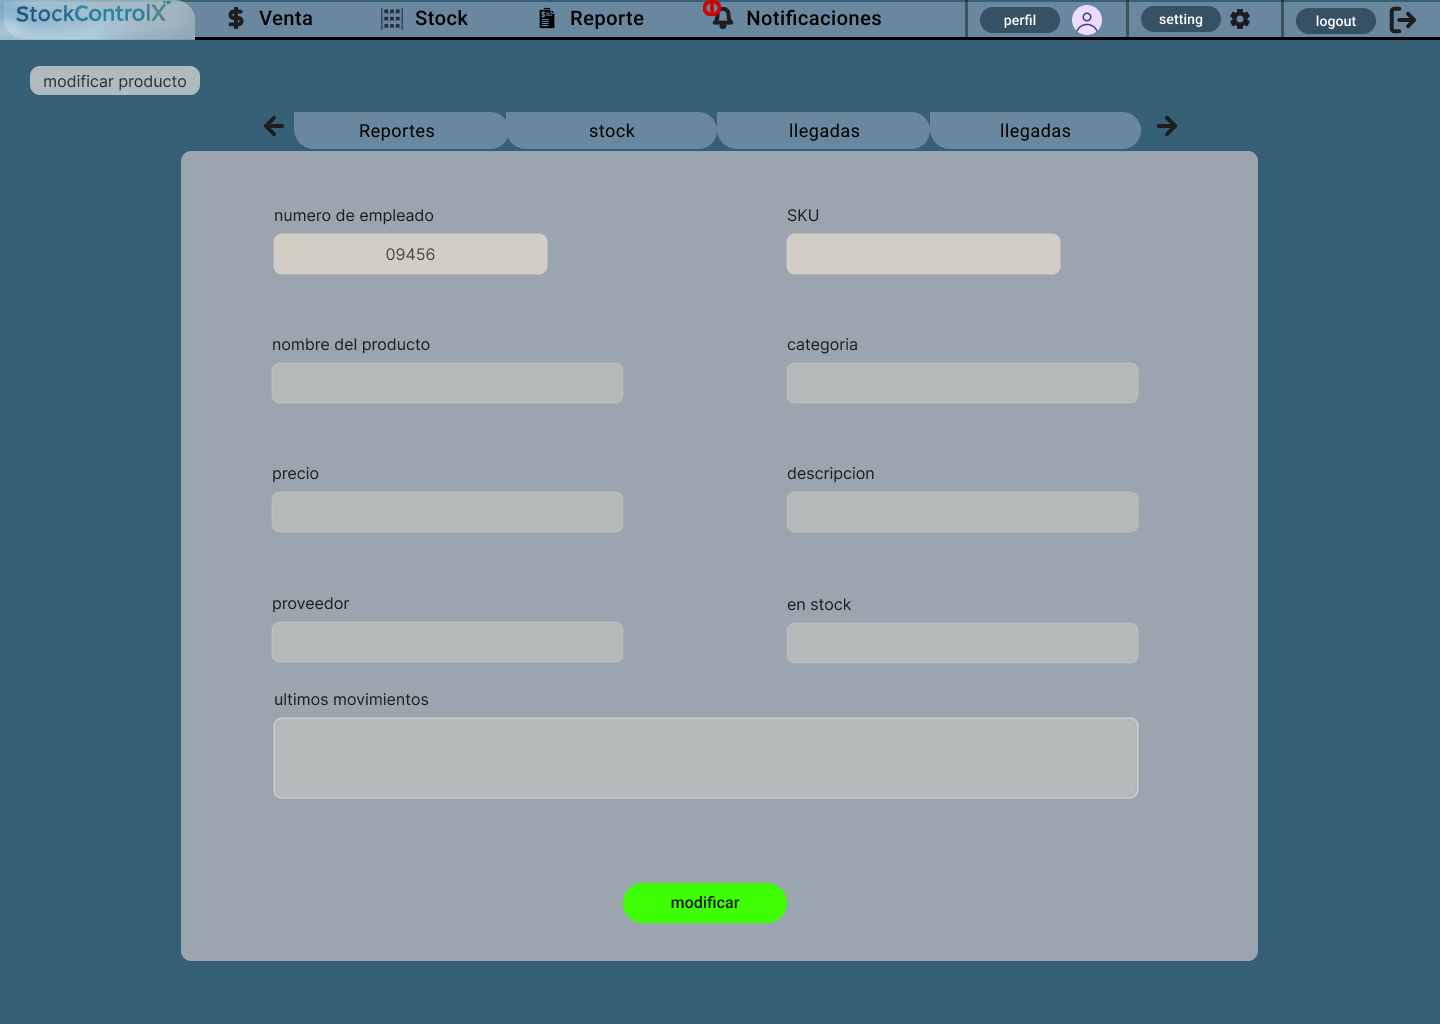 StockControlX
Venta
Stock
Reporte
0
Notificaciones
perfil
setting
logout
modificar producto
Reportes
stock
llegadas
llegadas
numero de empleado
SKU
09456
nombre del producto
categoria
precio
descripcion
proveedor
en stock
ultimos movimientos
modificar